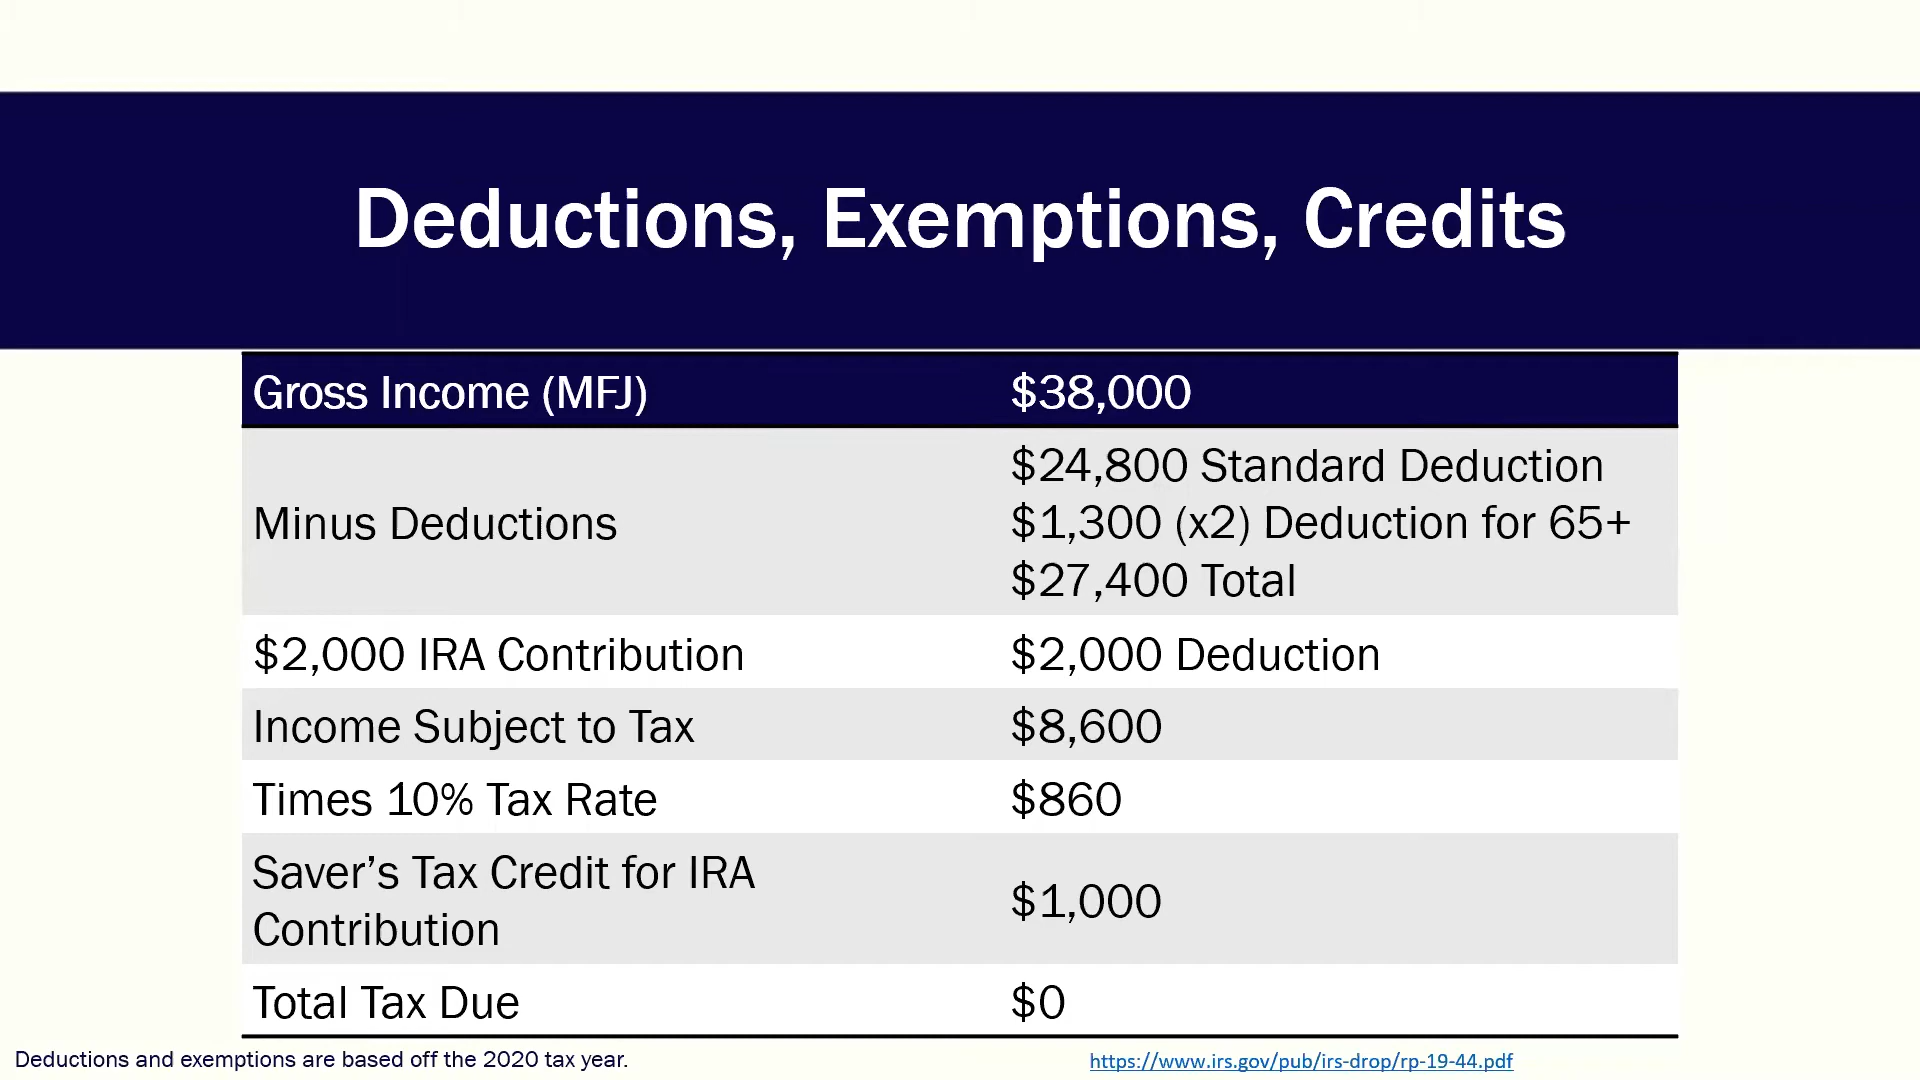 Deductions, Exemptions, Credits
Gross Income (MFJ) $38,000
Minus Deductions
$24,800 Standard Deduction
$1,300 (x2) Deduction for 65+
$27,400 Total
$2,000 IRA Contribution $2,000 Deduction
Income Subject to Tax $8,600
Times 10% Tax Rate $860
Saver’s Tax Credit for IRA
Contribution
$1,000
Total Tax Due $0
Deductions and exemptions are based off the 2020 tax year.
https://www.irs.gov/pub/irs-drop/rp-19-44.pdf